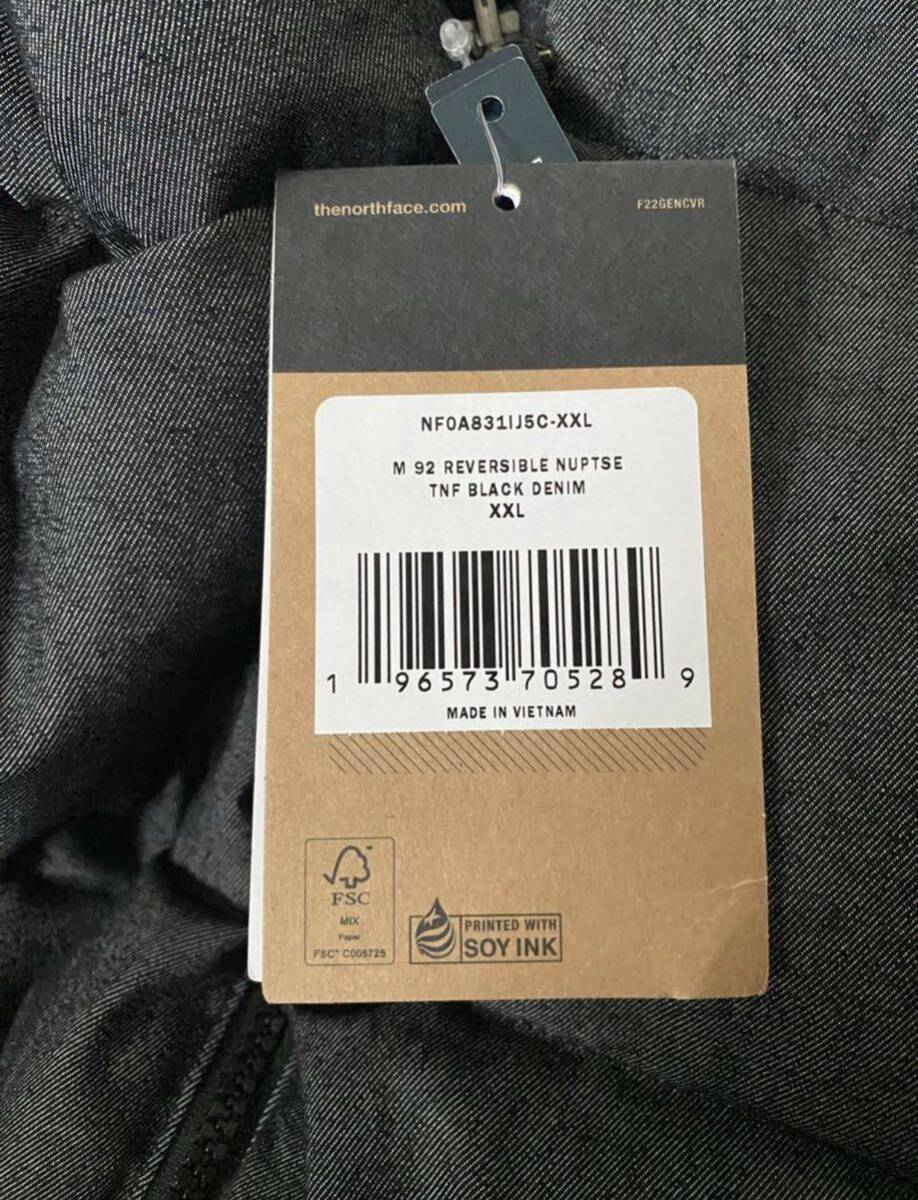 thenorthface.com
F22GENCVR
NF0A831IJ5C-XXL
M 92 REVERSIBLE NUPTSE
TNF BLACK DENIM
XXL
1 96573 70528 9
MADE IN VIETNAM
FSC
MIX
Paper
FSC® C005725
PRINTED WITH
SOY INK